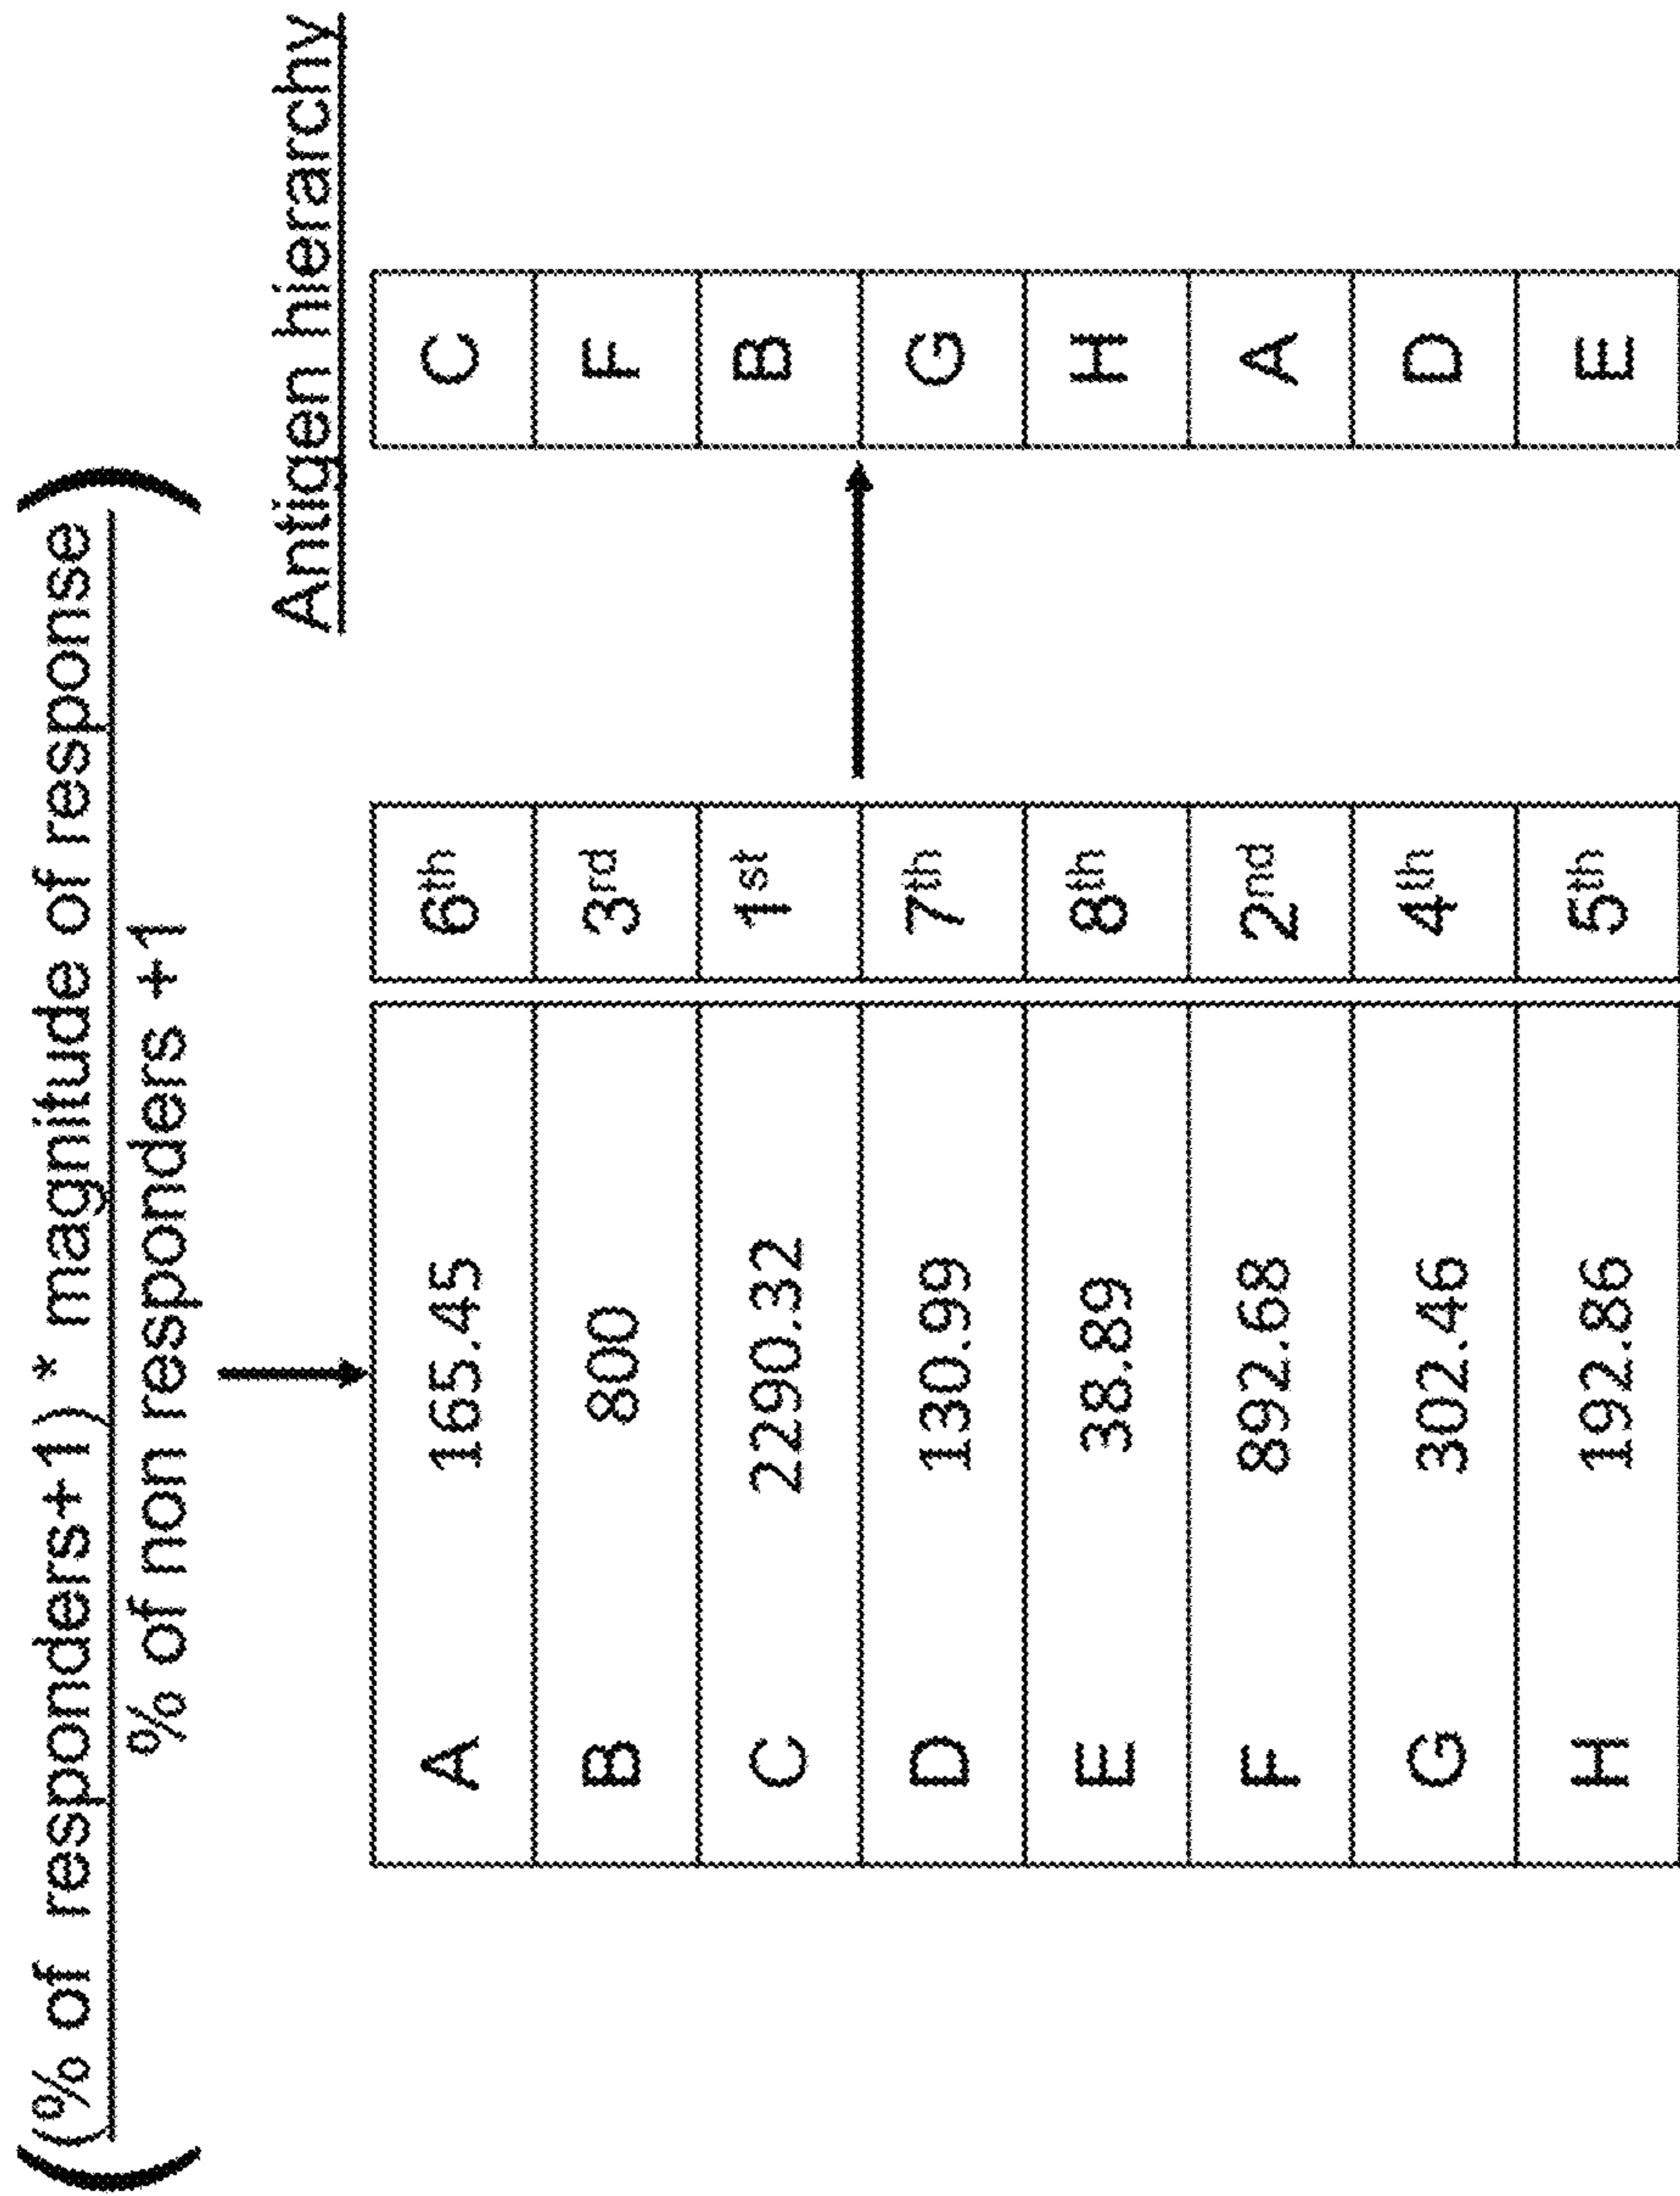 (% of responders+1) * magnitude of response
% of non responders +1
Antigen hierarchy
A 165.45 6th C
B 800 3rd F
C 2290.32 1st B
D 130.99 7th G
E 38.89 8th H
F 892.68 2nd A
G 302.46 4th D
H 192.86 5th E